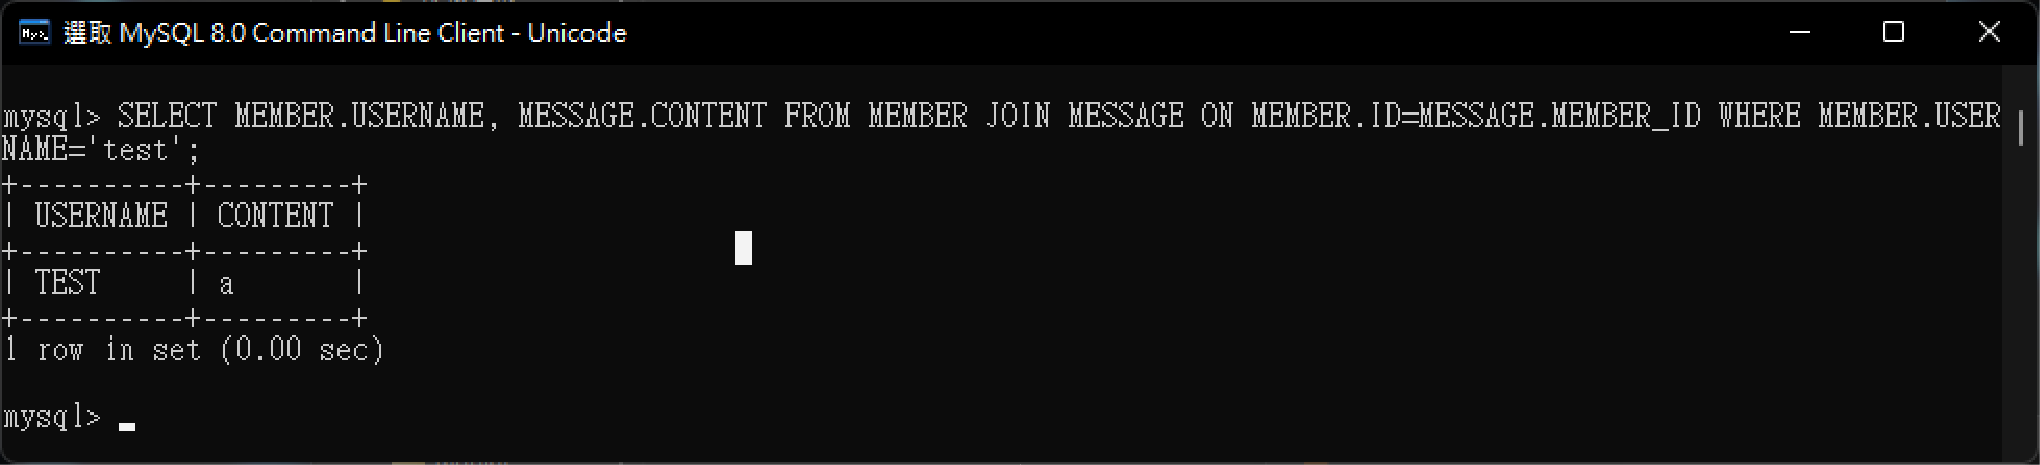 選取 MySQL 8.0 Command Line Client - Unicode
mysql> SELECT MEMBER.USERNAME, MESSAGE.CONTENT FROM MEMBER JOIN MESSAGE ON MEMBER.ID=MESSAGE.MEMBER_ID WHERE MEMBER.USER
NAME='test';
+----------+---------+
| USERNAME | CONTENT |
+----------+---------+
| TEST     | a       |
+----------+---------+
1 row in set (0.00 sec)
mysql>